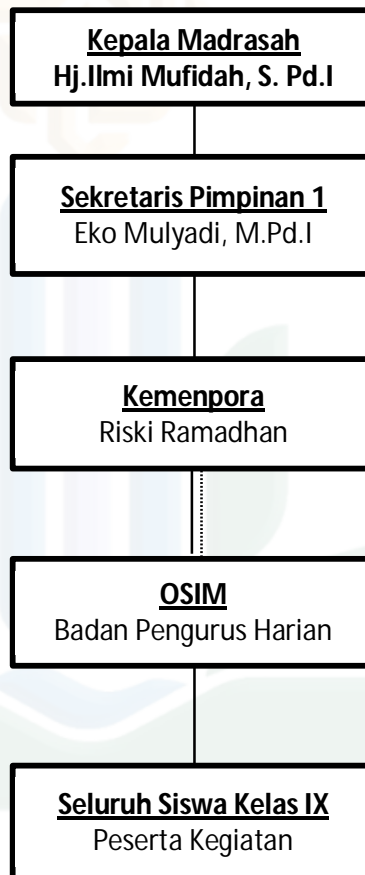 Kepala Madrasah
Hj.Ilmi Mufidah, S. Pd.I
Sekretaris Pimpinan 1
Eko Mulyadi, M.Pd.I
Kemenpora
Riski Ramadhan
OSIM
Badan Pengurus Harian
Seluruh Siswa Kelas IX
Peserta Kegiatan